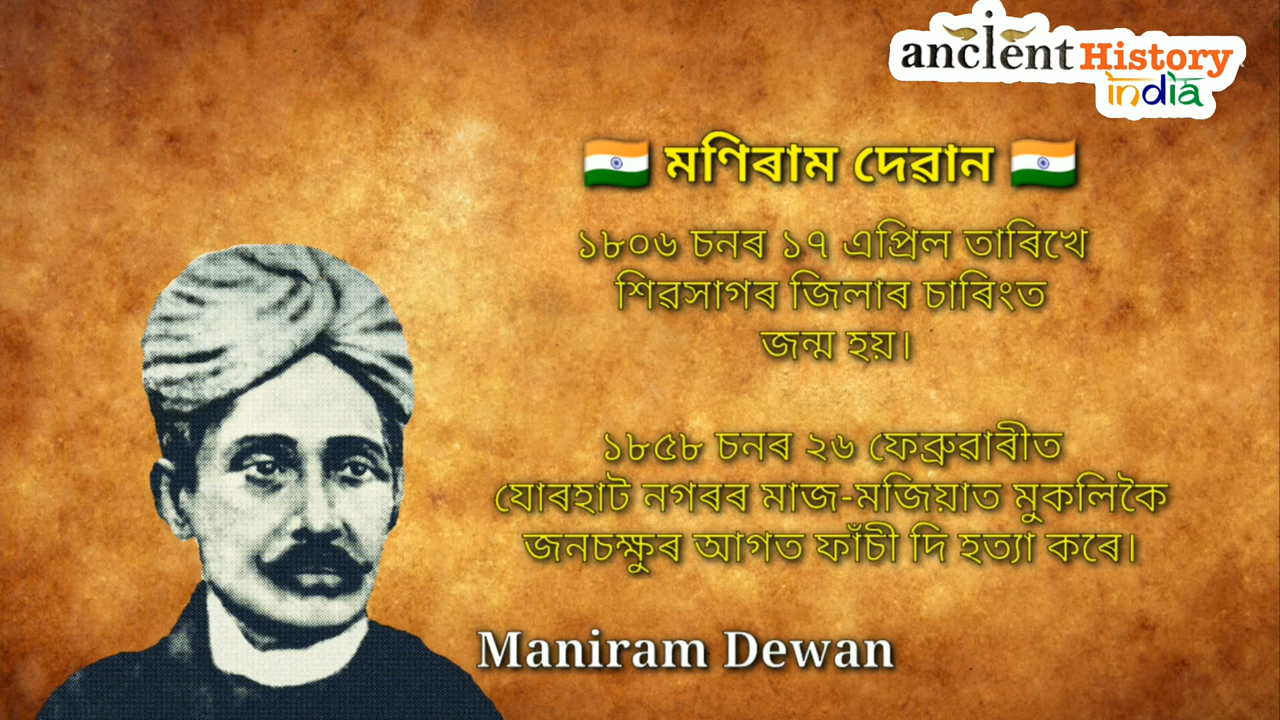 ancient History
india
🇮🇳 মণিৰাম দেৱান 🇮🇳
১৮০৬ চনৰ ১৭ এপ্ৰিল তাৰিখে
শিৱসাগৰ জিলাৰ চাৰিংত
জন্ম হয়।
১৮৫৮ চনৰ ২৬ ফেব্ৰুৱাৰীত
যোৰহাট নগৰৰ মাজ-মজিয়াত মুকলিকৈ
জনচক্ষুৰ আগত ফাঁচী দি হত্যা কৰে।
Maniram Dewan